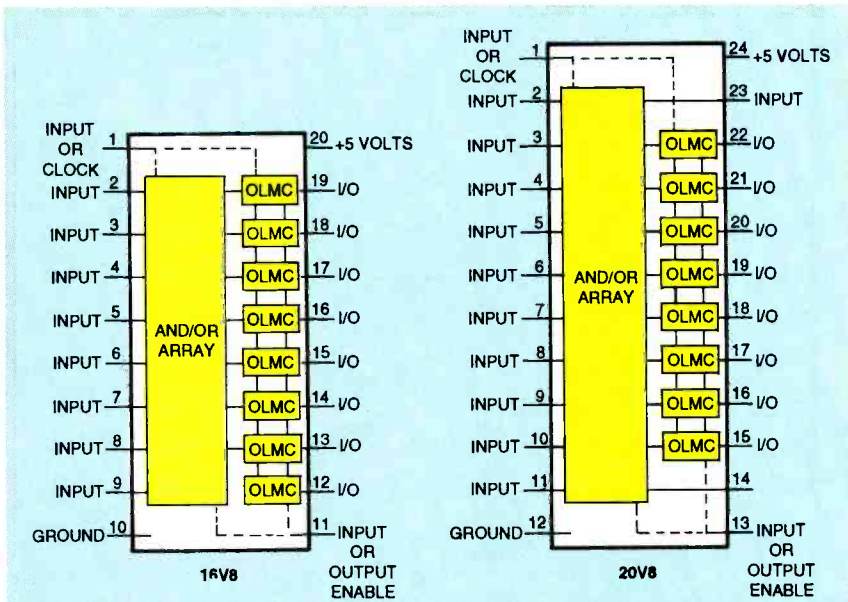 INPUT
OR
CLOCK
1
20 +5 VOLTS
INPUT 2
OLMC
19 I/O
INPUT 3
OLMC
18 I/O
INPUT 4
OLMC
17 I/O
INPUT 5
OLMC
16 I/O
AND/OR
ARRAY
INPUT 6
OLMC
15 I/O
INPUT 7
OLMC
14 I/O
INPUT 8
OLMC
13 I/O
INPUT 9
OLMC
12 I/O
GROUND 10
11 INPUT
OR
OUTPUT
ENABLE
16V8
INPUT
OR
CLOCK
1
24 +5 VOLTS
INPUT 2
23 INPUT
INPUT 3
OLMC
22 I/O
INPUT 4
OLMC
21 I/O
INPUT 5
OLMC
20 I/O
INPUT 6
OLMC
19 I/O
AND/OR
ARRAY
INPUT 7
OLMC
18 I/O
INPUT 8
OLMC
17 I/O
INPUT 9
OLMC
16 I/O
INPUT 10
OLMC
15 I/O
INPUT 11
14
GROUND 12
13 INPUT
OR
OUTPUT
ENABLE
20V8